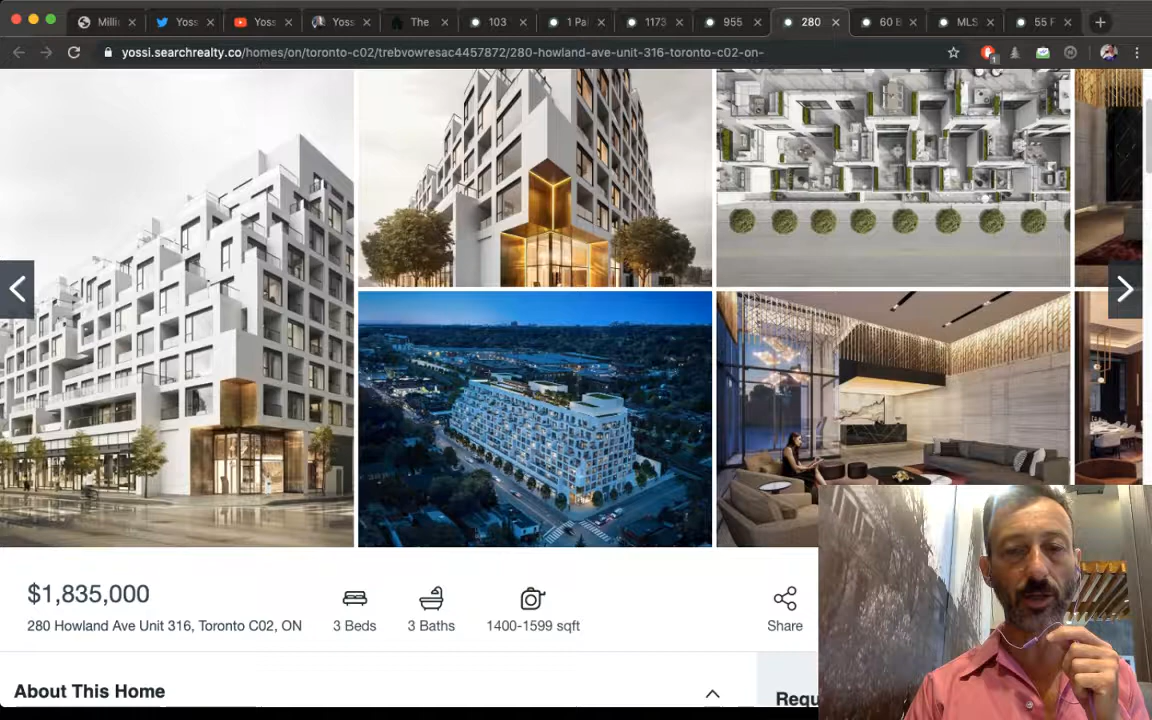 Milli
Yoss
Yoss
Yoss
The
103
1 Pa
1173
955
280
60 B
MLS
55 F
yossi.searchrealty.co/homes/on/toronto-c02/trebvowresac4457872/280-howland-ave-unit-316-toronto-c02-on-
1
$1,835,000
280 Howland Ave Unit 316, Toronto C02, ON
3 Beds
3 Baths
1400-1599 sqft
Share
About This Home
Requ